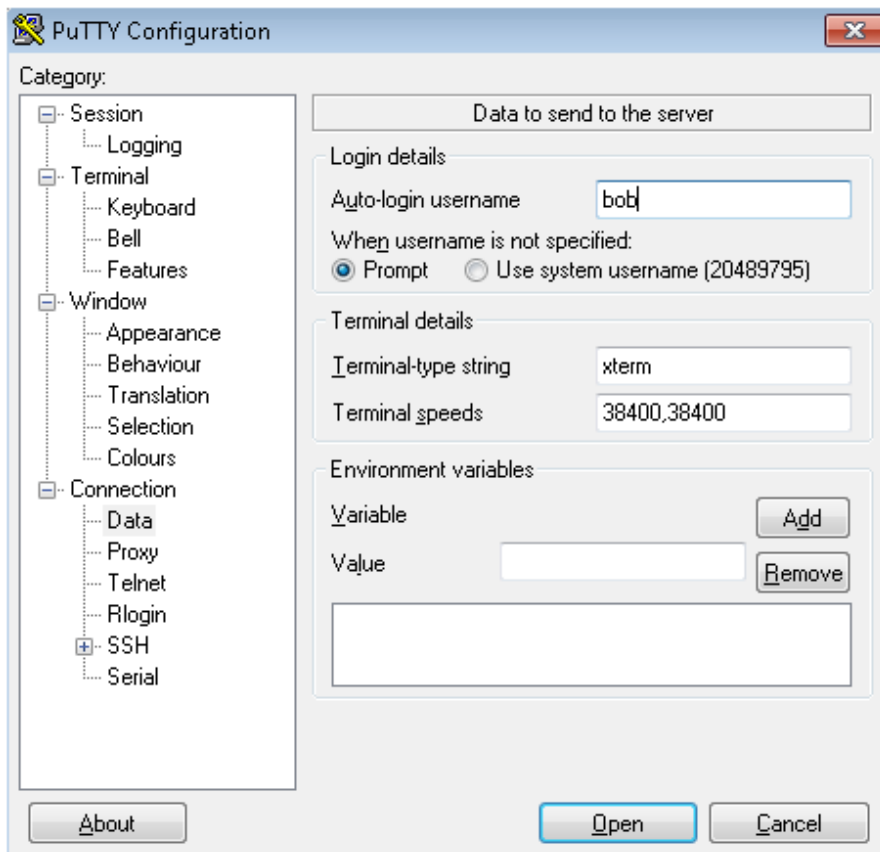 PuTTY Configuration
Category:
Session
Logging
Terminal
Keyboard
Bell
Features
Window
Appearance
Behaviour
Translation
Selection
Colours
Connection
Data
Proxy
Telnet
Rlogin
SSH
Serial
Data to send to the server
Login details
Auto-login username bob
When username is not specified:
Prompt Use system username (20489795)
Terminal details
Terminal-type string xterm
Terminal speeds 38400,38400
Environment variables
Variable Add
Value Remove
About Open Cancel